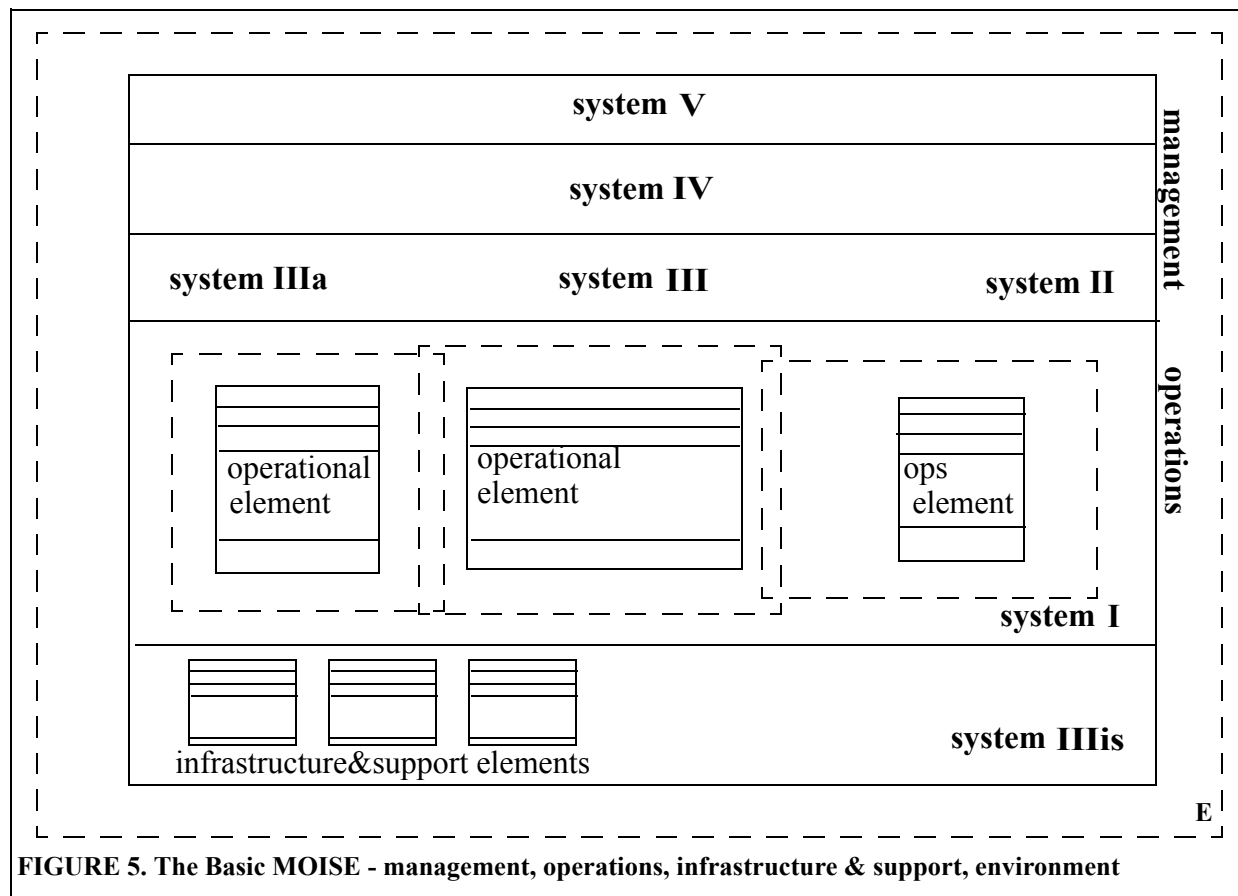 system V
management
system IV
system IIIa
system III
system II
operations
operational
element
operational
element
ops
element
system I
infrastructure&support elements
system IIIis
E
FIGURE 5. The Basic MOISE - management, operations, infrastructure & support, environment